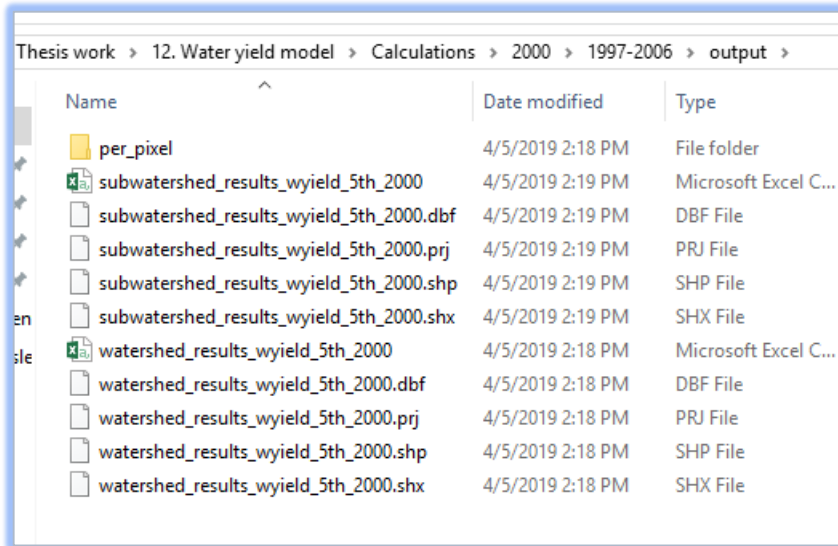 Thesis work > 12. Water yield model > Calculations > 2000 > 1997-2006 > output >
Name Date modified Type
per_pixel 4/5/2019 2:18 PM File folder
subwatershed_results_wyield_5th_2000 4/5/2019 2:19 PM Microsoft Excel C...
subwatershed_results_wyield_5th_2000.dbf 4/5/2019 2:19 PM DBF File
subwatershed_results_wyield_5th_2000.prj 4/5/2019 2:19 PM PRJ File
subwatershed_results_wyield_5th_2000.shp 4/5/2019 2:19 PM SHP File
subwatershed_results_wyield_5th_2000.shx 4/5/2019 2:19 PM SHX File
en
watershed_results_wyield_5th_2000 4/5/2019 2:18 PM Microsoft Excel C...
sle
watershed_results_wyield_5th_2000.dbf 4/5/2019 2:18 PM DBF File
watershed_results_wyield_5th_2000.prj 4/5/2019 2:18 PM PRJ File
watershed_results_wyield_5th_2000.shp 4/5/2019 2:18 PM SHP File
watershed_results_wyield_5th_2000.shx 4/5/2019 2:18 PM SHX File